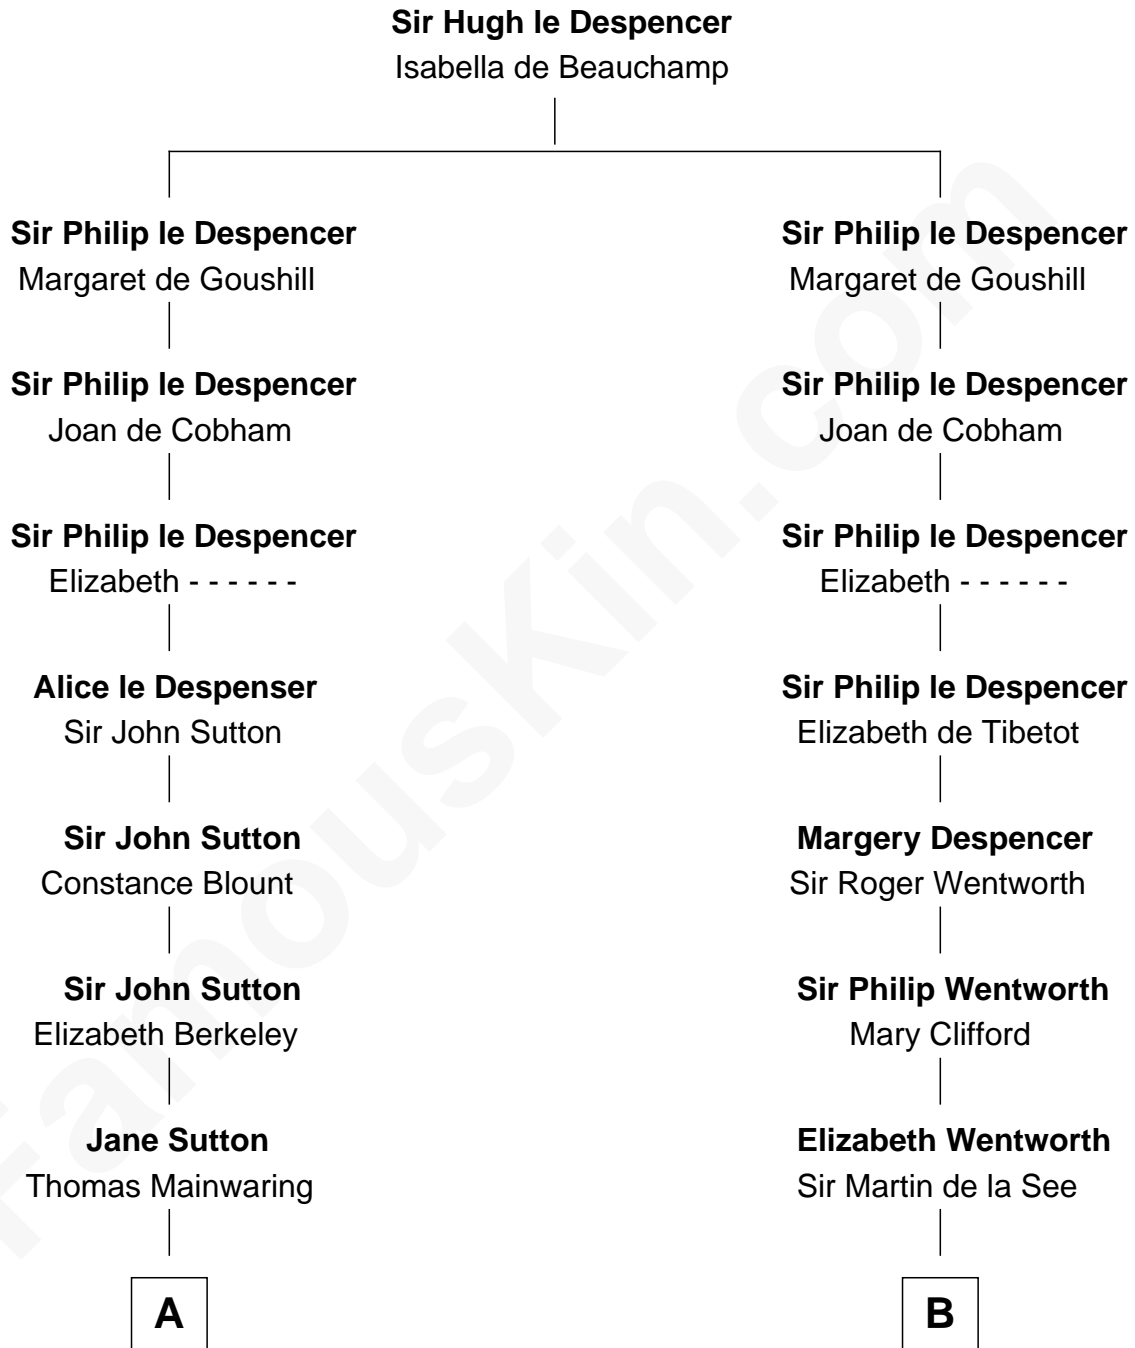 Sir Hugh le Despencer
Isabella de Beauchamp
Sir Philip le Despencer
Margaret de Goushill
Sir Philip le Despencer
Margaret de Goushill
Sir Philip le Despencer
Joan de Cobham
Sir Philip le Despencer
Joan de Cobham
Sir Philip le Despencer
Elizabeth - - - - - -
Sir Philip le Despencer
Elizabeth - - - - - -
Alice le Despenser
Sir John Sutton
Sir Philip le Despencer
Elizabeth de Tibetot
Sir John Sutton
Constance Blount
Margery Despencer
Sir Roger Wentworth
Sir John Sutton
Elizabeth Berkeley
Sir Philip Wentworth
Mary Clifford
Jane Sutton
Thomas Mainwaring
Elizabeth Wentworth
Sir Martin de la See
A
B
FamousKin.com